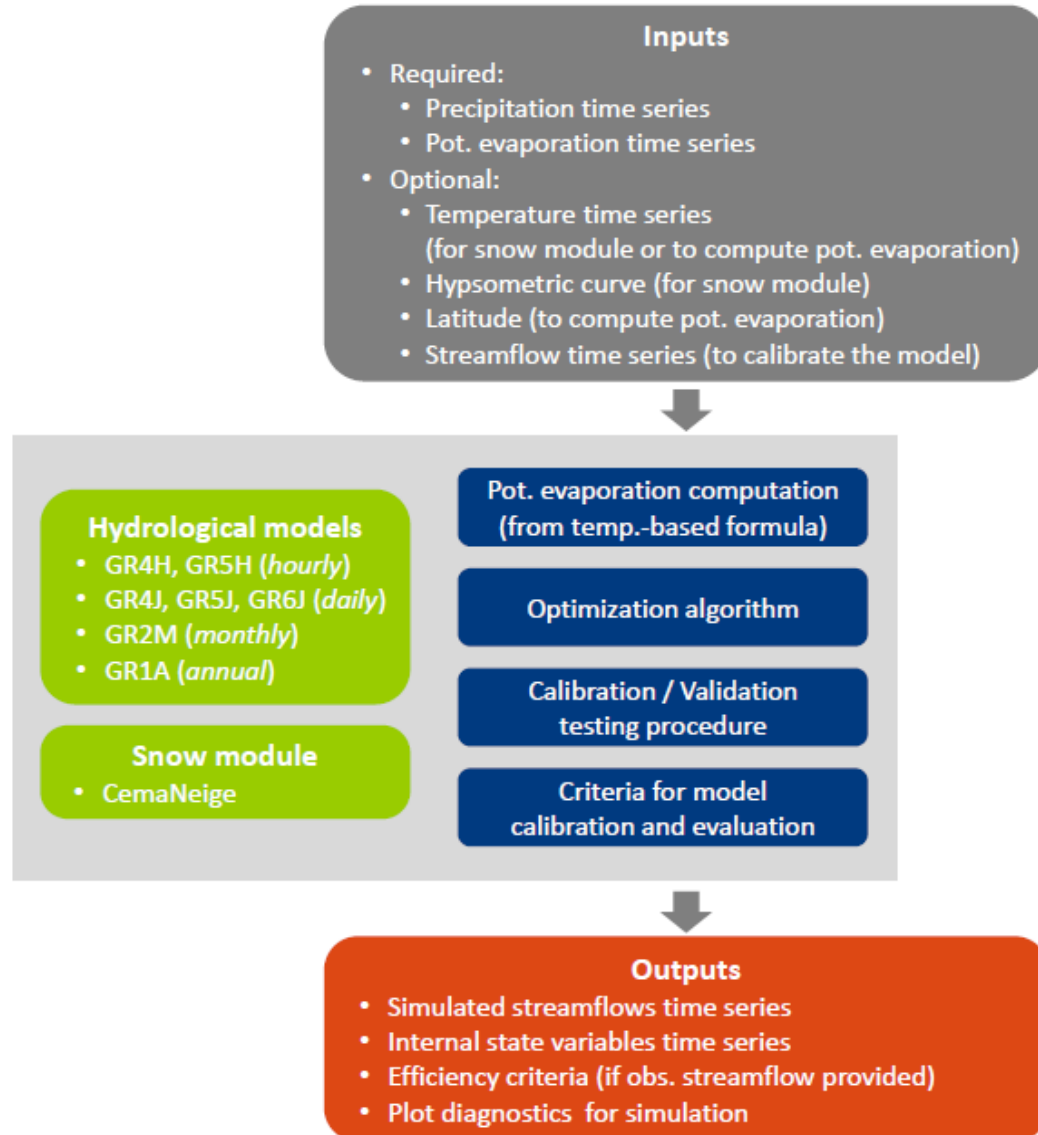 Inputs
• Required:
• Precipitation time series
• Pot. evaporation time series
• Optional:
• Temperature time series
(for snow module or to compute pot. evaporation)
• Hypsometric curve (for snow module)
• Latitude (to compute pot. evaporation)
• Streamflow time series (to calibrate the model)
Hydrological models
• GR4H, GR5H (hourly)
• GR4J, GR5J, GR6J (daily)
• GR2M (monthly)
• GR1A (annual)
Snow module
• CemaNeige
Pot. evaporation computation
(from temp.-based formula)
Optimization algorithm
Calibration / Validation
testing procedure
Criteria for model
calibration and evaluation
Outputs
• Simulated streamflows time series
• Internal state variables time series
• Efficiency criteria (if obs. streamflow provided)
• Plot diagnostics for simulation